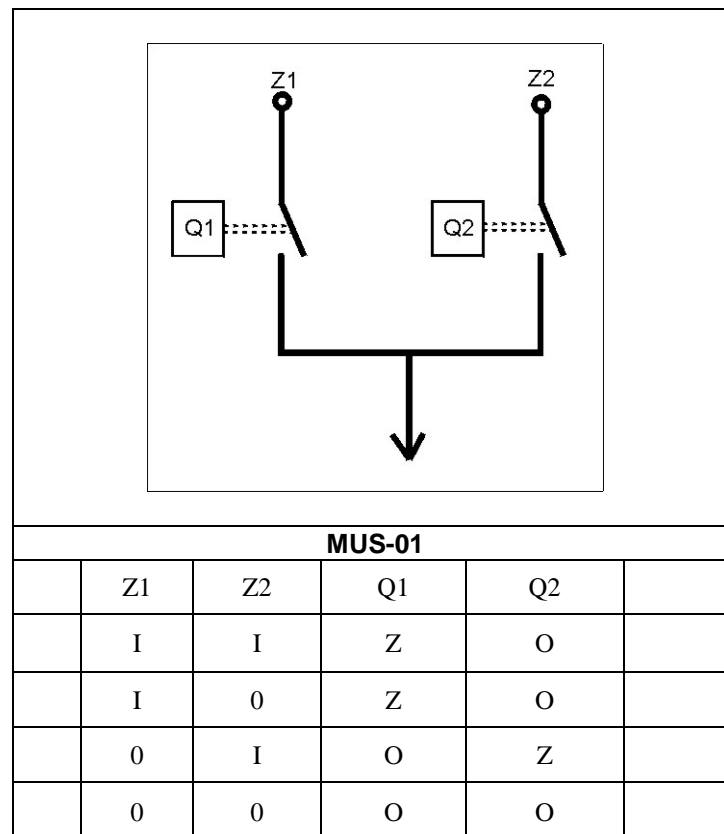 Z1 Z2
Q1 Q2
MUS-01
Z1 Z2 Q1 Q2
I I Z O
I 0 Z O
0 I O Z
0 0 O O